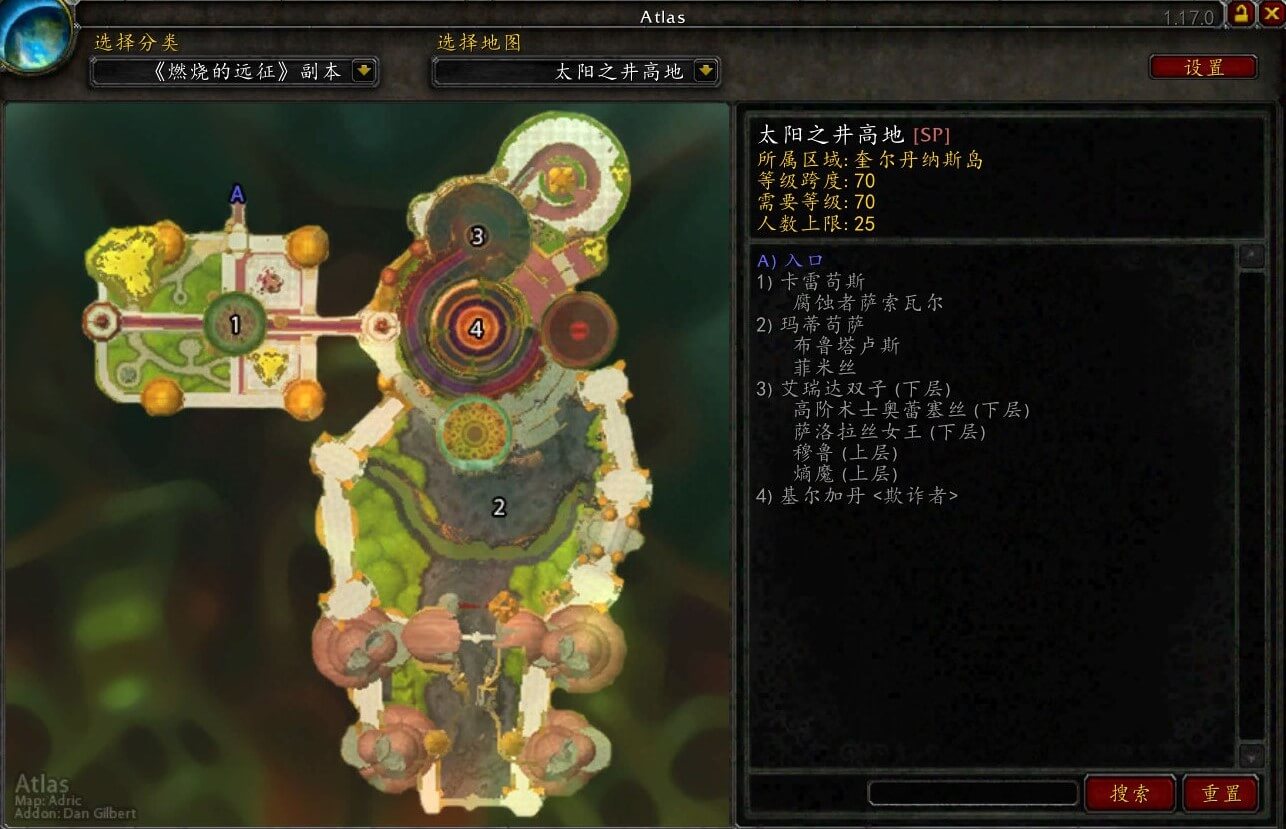 Atlas
1.17.0
选择分类
选择地图
《燃烧的远征》副本
太阳之井高地
设置
太阳之井高地 [SP]
所属区域: 奎尔丹纳斯岛
等级跨度: 70
需要等级: 70
人数上限: 25
A) 入口
1) 卡雷苟斯
腐蚀者萨索瓦尔
2) 玛蒂苟萨
布鲁塔卢斯
菲米丝
3) 艾瑞达双子 (下层)
高阶术士奥蕾塞丝 (下层)
萨洛拉丝女王 (下层)
穆鲁 (上层)
熵魔 (上层)
4) 基尔加丹 <欺诈者>
A
3
1
4
2
Atlas
Map: Adric
Addon: Dan Gilbert
搜索
重置